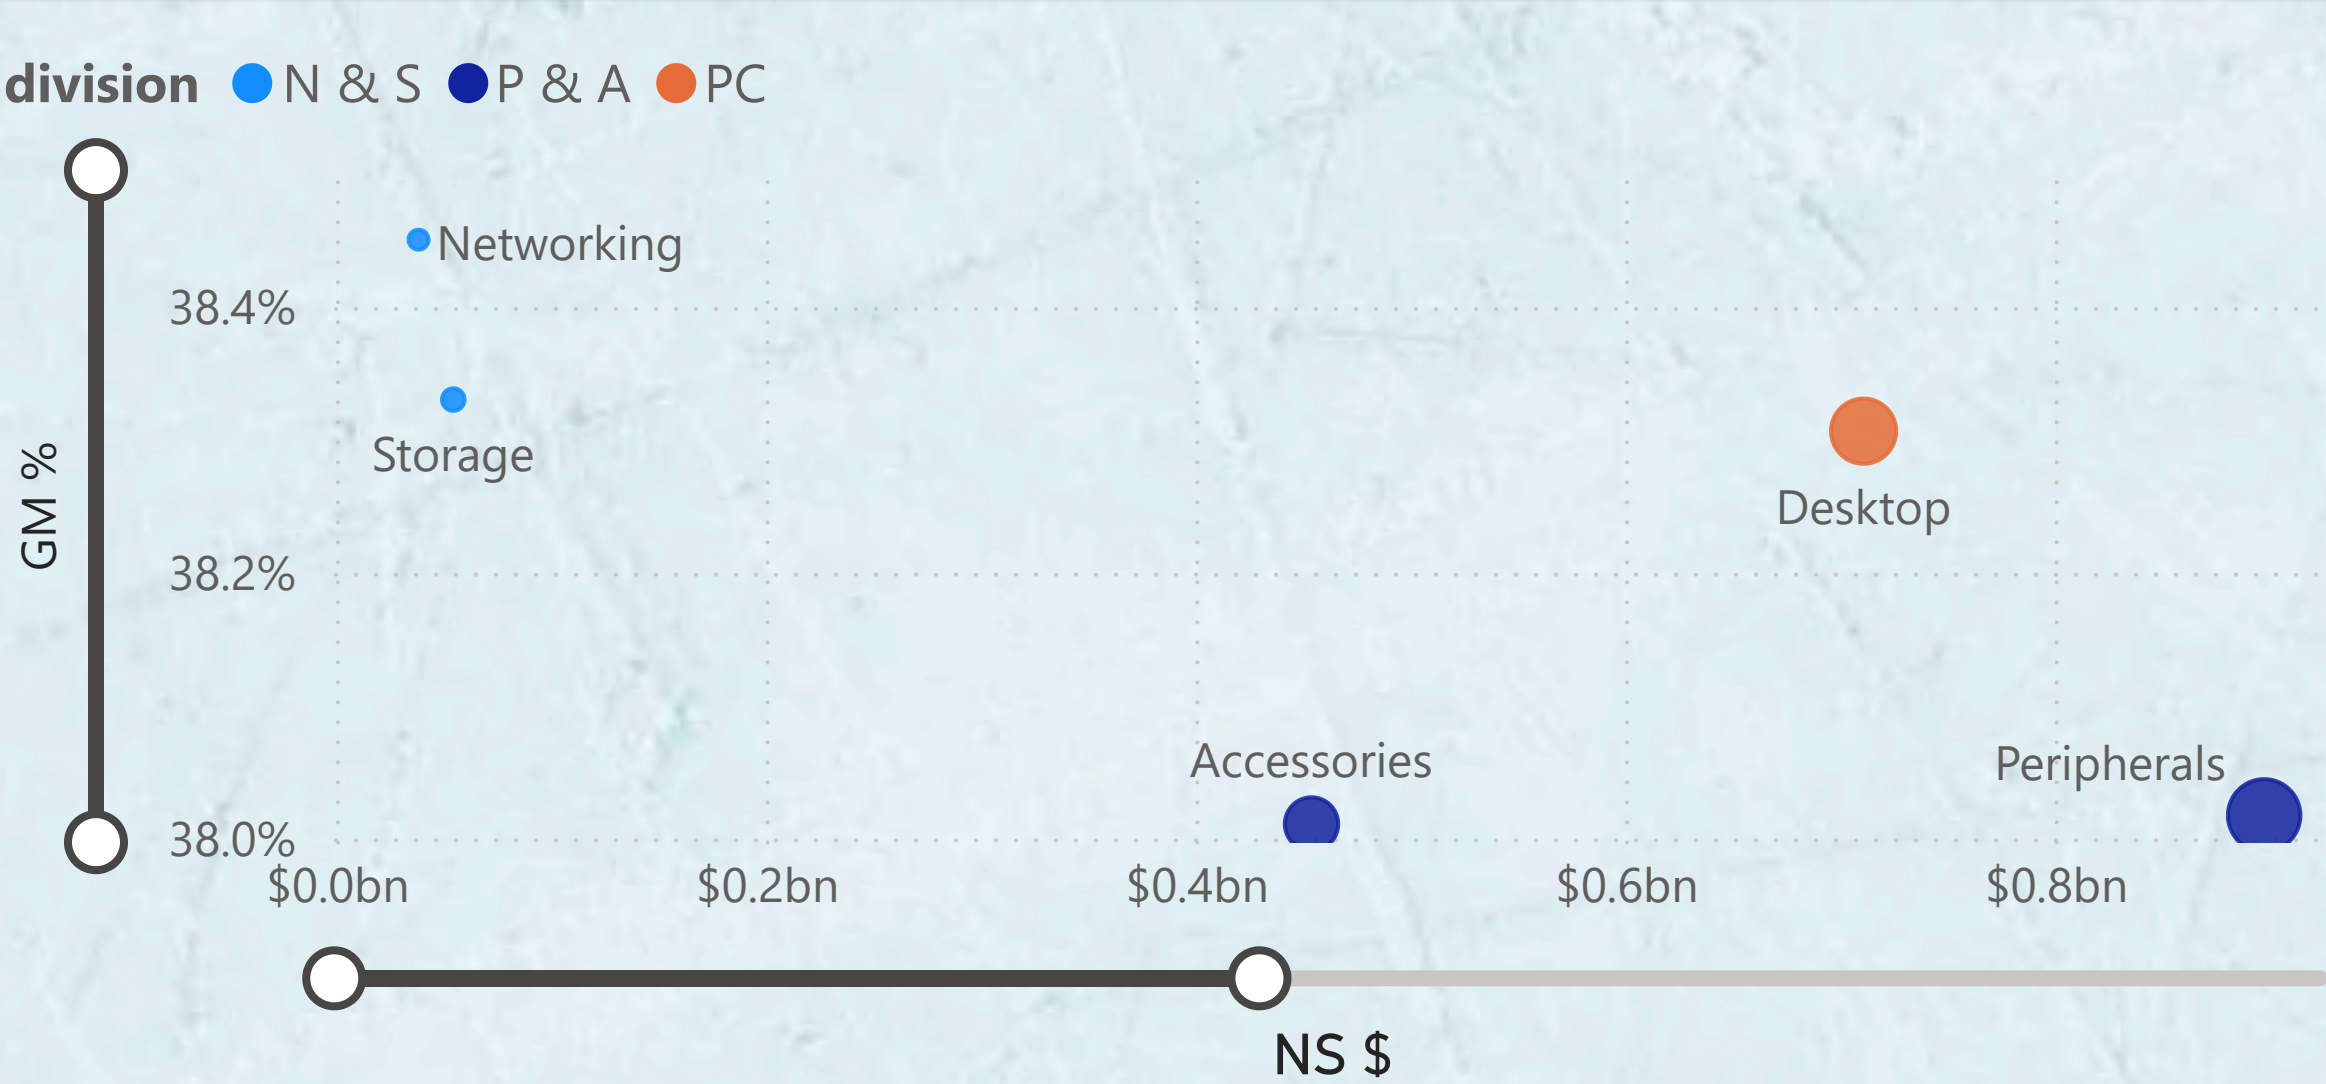 division N & S P & A PC
Networking
38.4%
Storage
Desktop
GM %
38.2%
Accessories
Peripherals
38.0%
$0.0bn $0.2bn $0.4bn $0.6bn $0.8bn
NS $